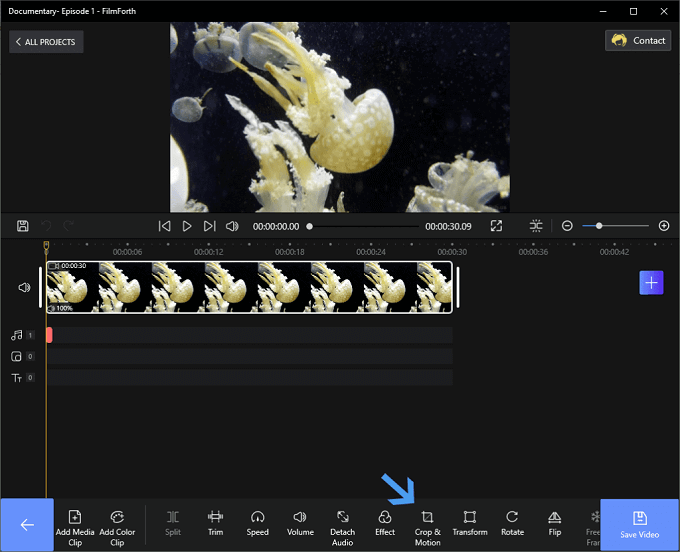 Documentary- Episode 1 - FilmForth
ALL PROJECTS
Contact
00:00:00.00
00:00:30.09
0
00:00:06
00:00:12
00:00:18
00:00:24
00:00:30
00:00:36
00:00:42
00:00:30
100%
1
0
TT 0
Add Media
Clip
Add Color
Clip
Split
Trim
Speed
Volume
Detach
Audio
Effect
Crop &
Motion
Transform
Rotate
Flip
Free
Fram
Save Video